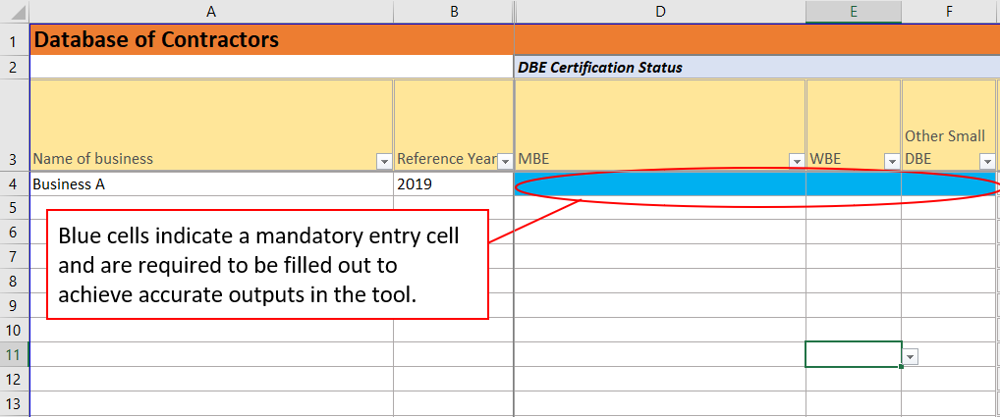 A B D E F
1 Database of Contractors
2 DBE Certification Status
Other Small
3 Name of business Reference Year MBE WBE DBE
4 Business A 2019
5
6
7
8
9
10
11
12
13
Blue cells indicate a mandatory entry cell
and are required to be filled out to
achieve accurate outputs in the tool.